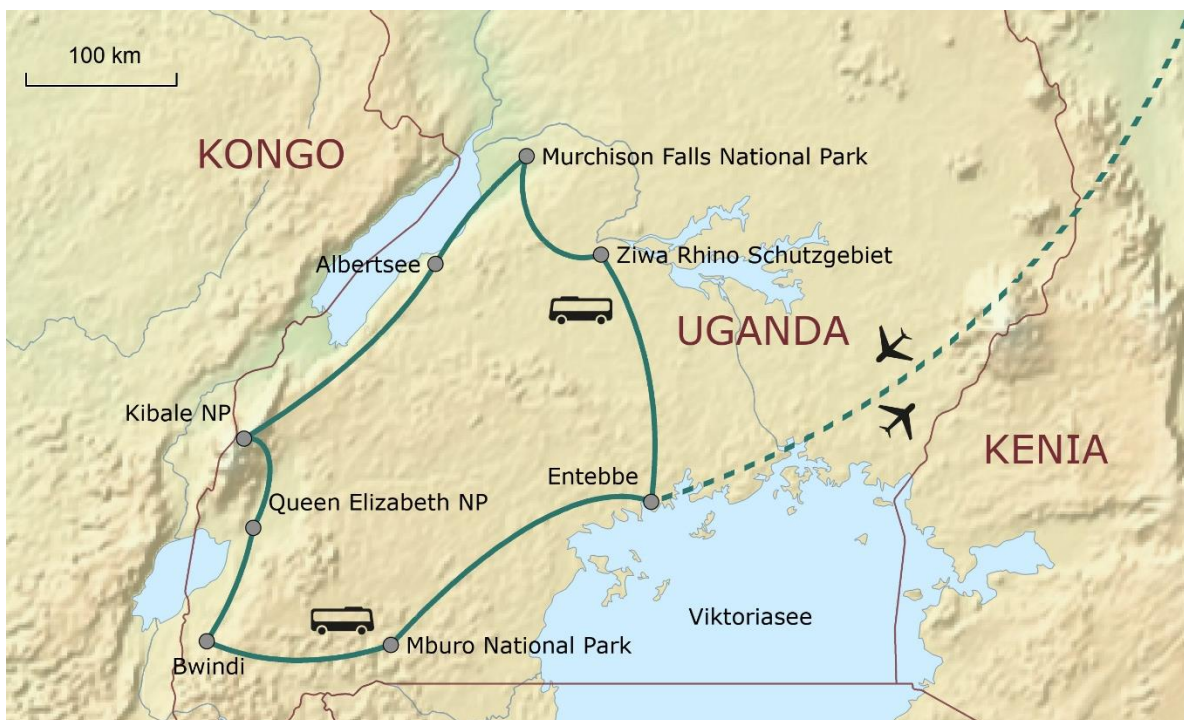 100 km
KONGO
Murchison Falls National Park
Albertsee
Ziwa Rhino Schutzgebiet
UGANDA
Kibale NP
KENIA
Entebbe
Queen Elizabeth NP
Viktoriasee
Mburo National Park
Bwindi